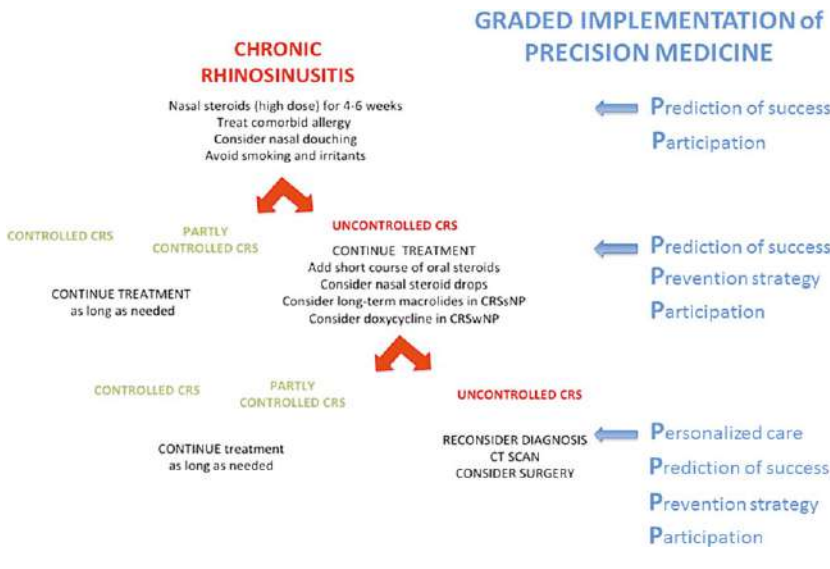 GRADED IMPLEMENTATION of
PRECISION MEDICINE
CHRONIC
RHINOSINUSITIS
Nasal steroids (high dose) for 4-6 weeks
Treat comorbid allergy
Consider nasal douching
Avoid smoking and irritants
Prediction of success
Participation
CONTROLLED CRS
PARTLY
CONTROLLED CRS
UNCONTROLLED CRS
CONTINUE TREATMENT
as long as needed
CONTINUE TREATMENT
Add short course of oral steroids
Consider nasal steroid drops
Consider long-term macrolides in CRSsNP
Consider doxycycline in CRSwNP
Prediction of success
Prevention strategy
Participation
CONTROLLED CRS
PARTLY
CONTROLLED CRS
UNCONTROLLED CRS
CONTINUE treatment
as long as needed
RECONSIDER DIAGNOSIS
CT SCAN
CONSIDER SURGERY
Personalized care
Prediction of success
Prevention strategy
Participation